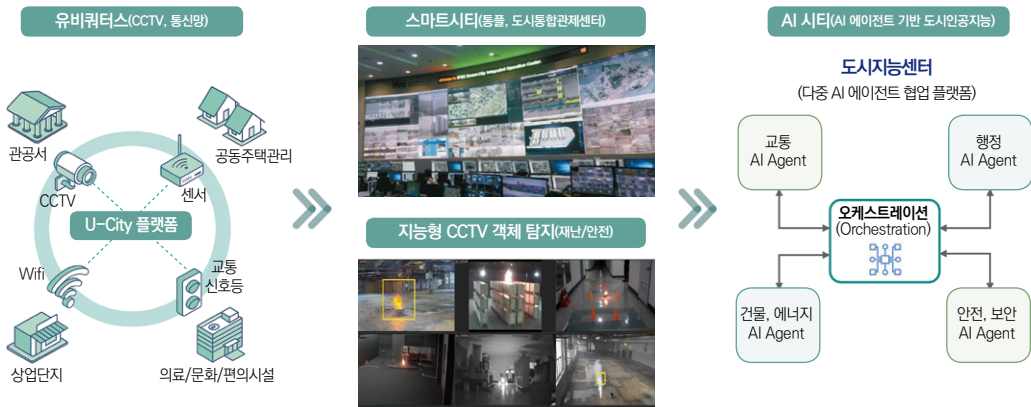 유비쿼터스(CCTV, 통신망)
관공서
공동주택관리
CCTV
센서
U-City 플랫폼
Wifi
교통
신호등
상업단지
의료/문화/편의시설
스마트시티(통플, 도시통합관제센터)
지능형 CCTV 객체 탐지(재난/안전)
AI 시티(AI 에이전트 기반 도시인공지능)
도시지능센터
(다중 AI 에이전트 협업 플랫폼)
교통
AI Agent
행정
AI Agent
오케스트레이션
(Orchestration)
건물, 에너지
AI Agent
안전, 보안
AI Agent